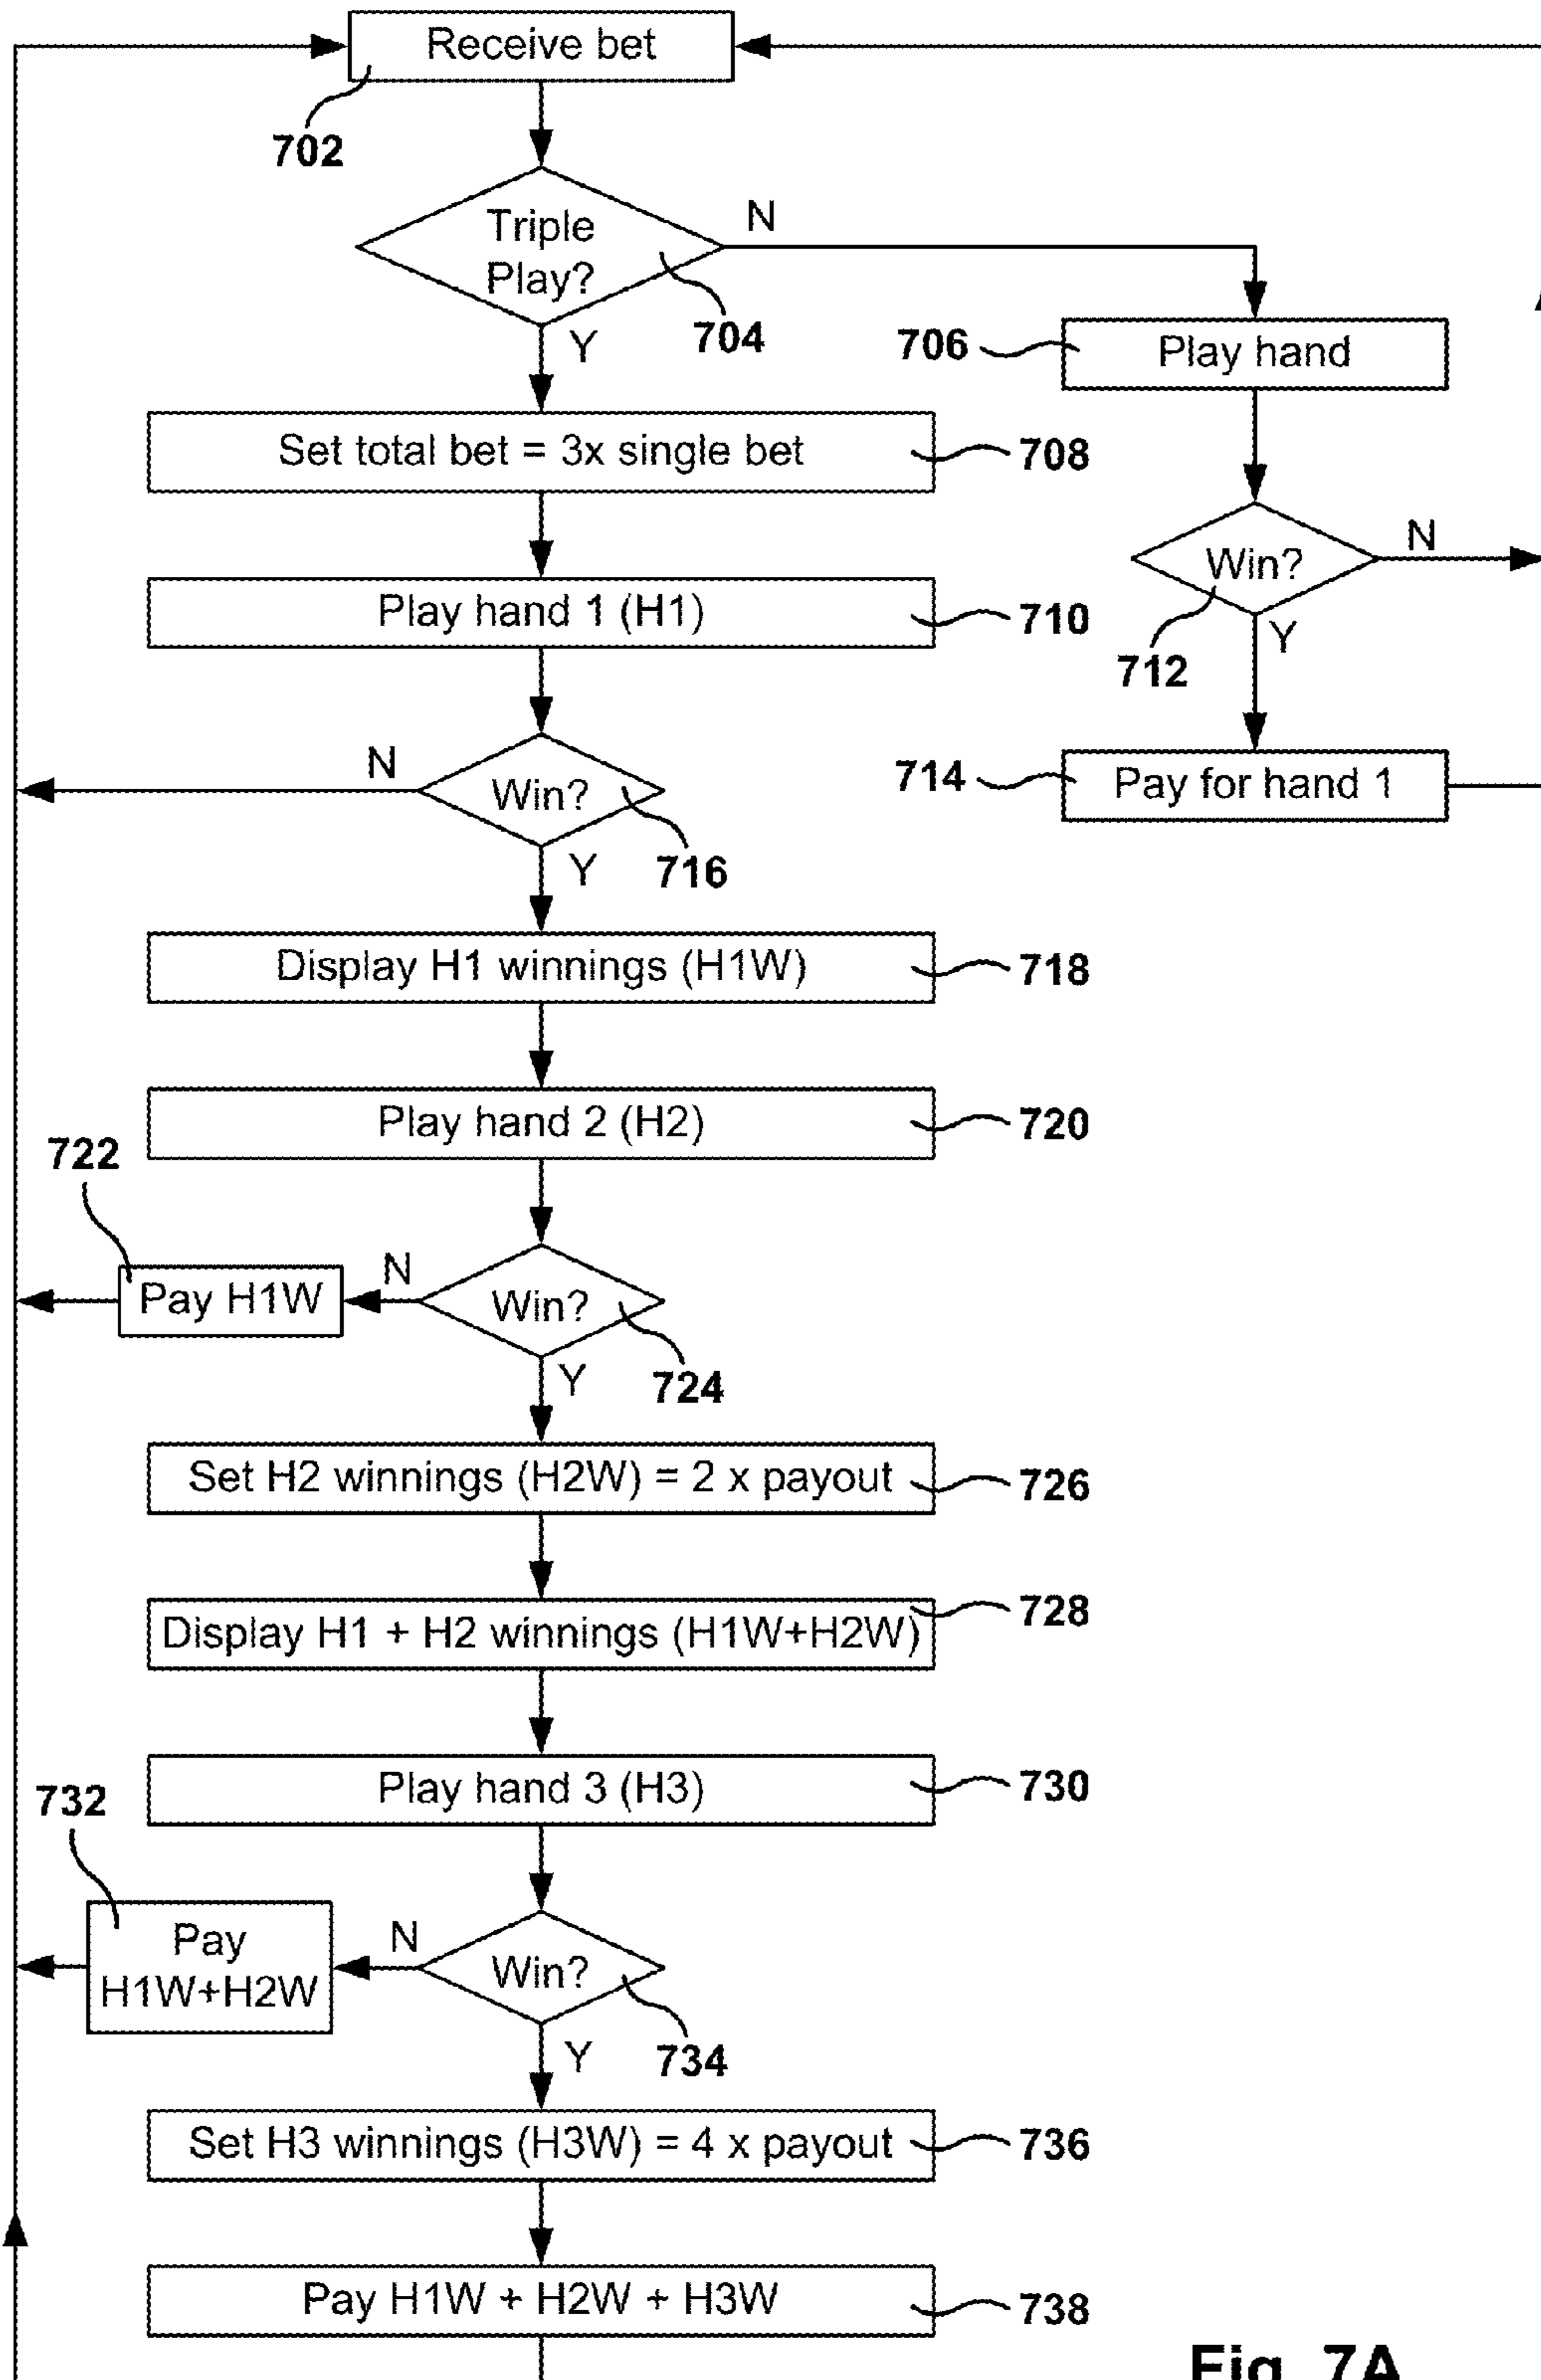 Receive bet
702
Triple
Play?
N
704
Y
706
Play hand
Set total bet = 3x single bet
708
Win?
N
712
Y
Play hand 1 (H1)
710
714
Pay for hand 1
N
Win?
716
Y
Display H1 winnings (H1W)
718
Play hand 2 (H2)
720
722
Pay H1W
N
Win?
724
Y
Set H2 winnings (H2W) = 2 x payout
726
Display H1 + H2 winnings (H1W+H2W)
728
Play hand 3 (H3)
730
732
Pay
H1W+H2W
N
Win?
734
Y
Set H3 winnings (H3W) = 4 x payout
736
Pay H1W + H2W + H3W
738
Fig. 7A